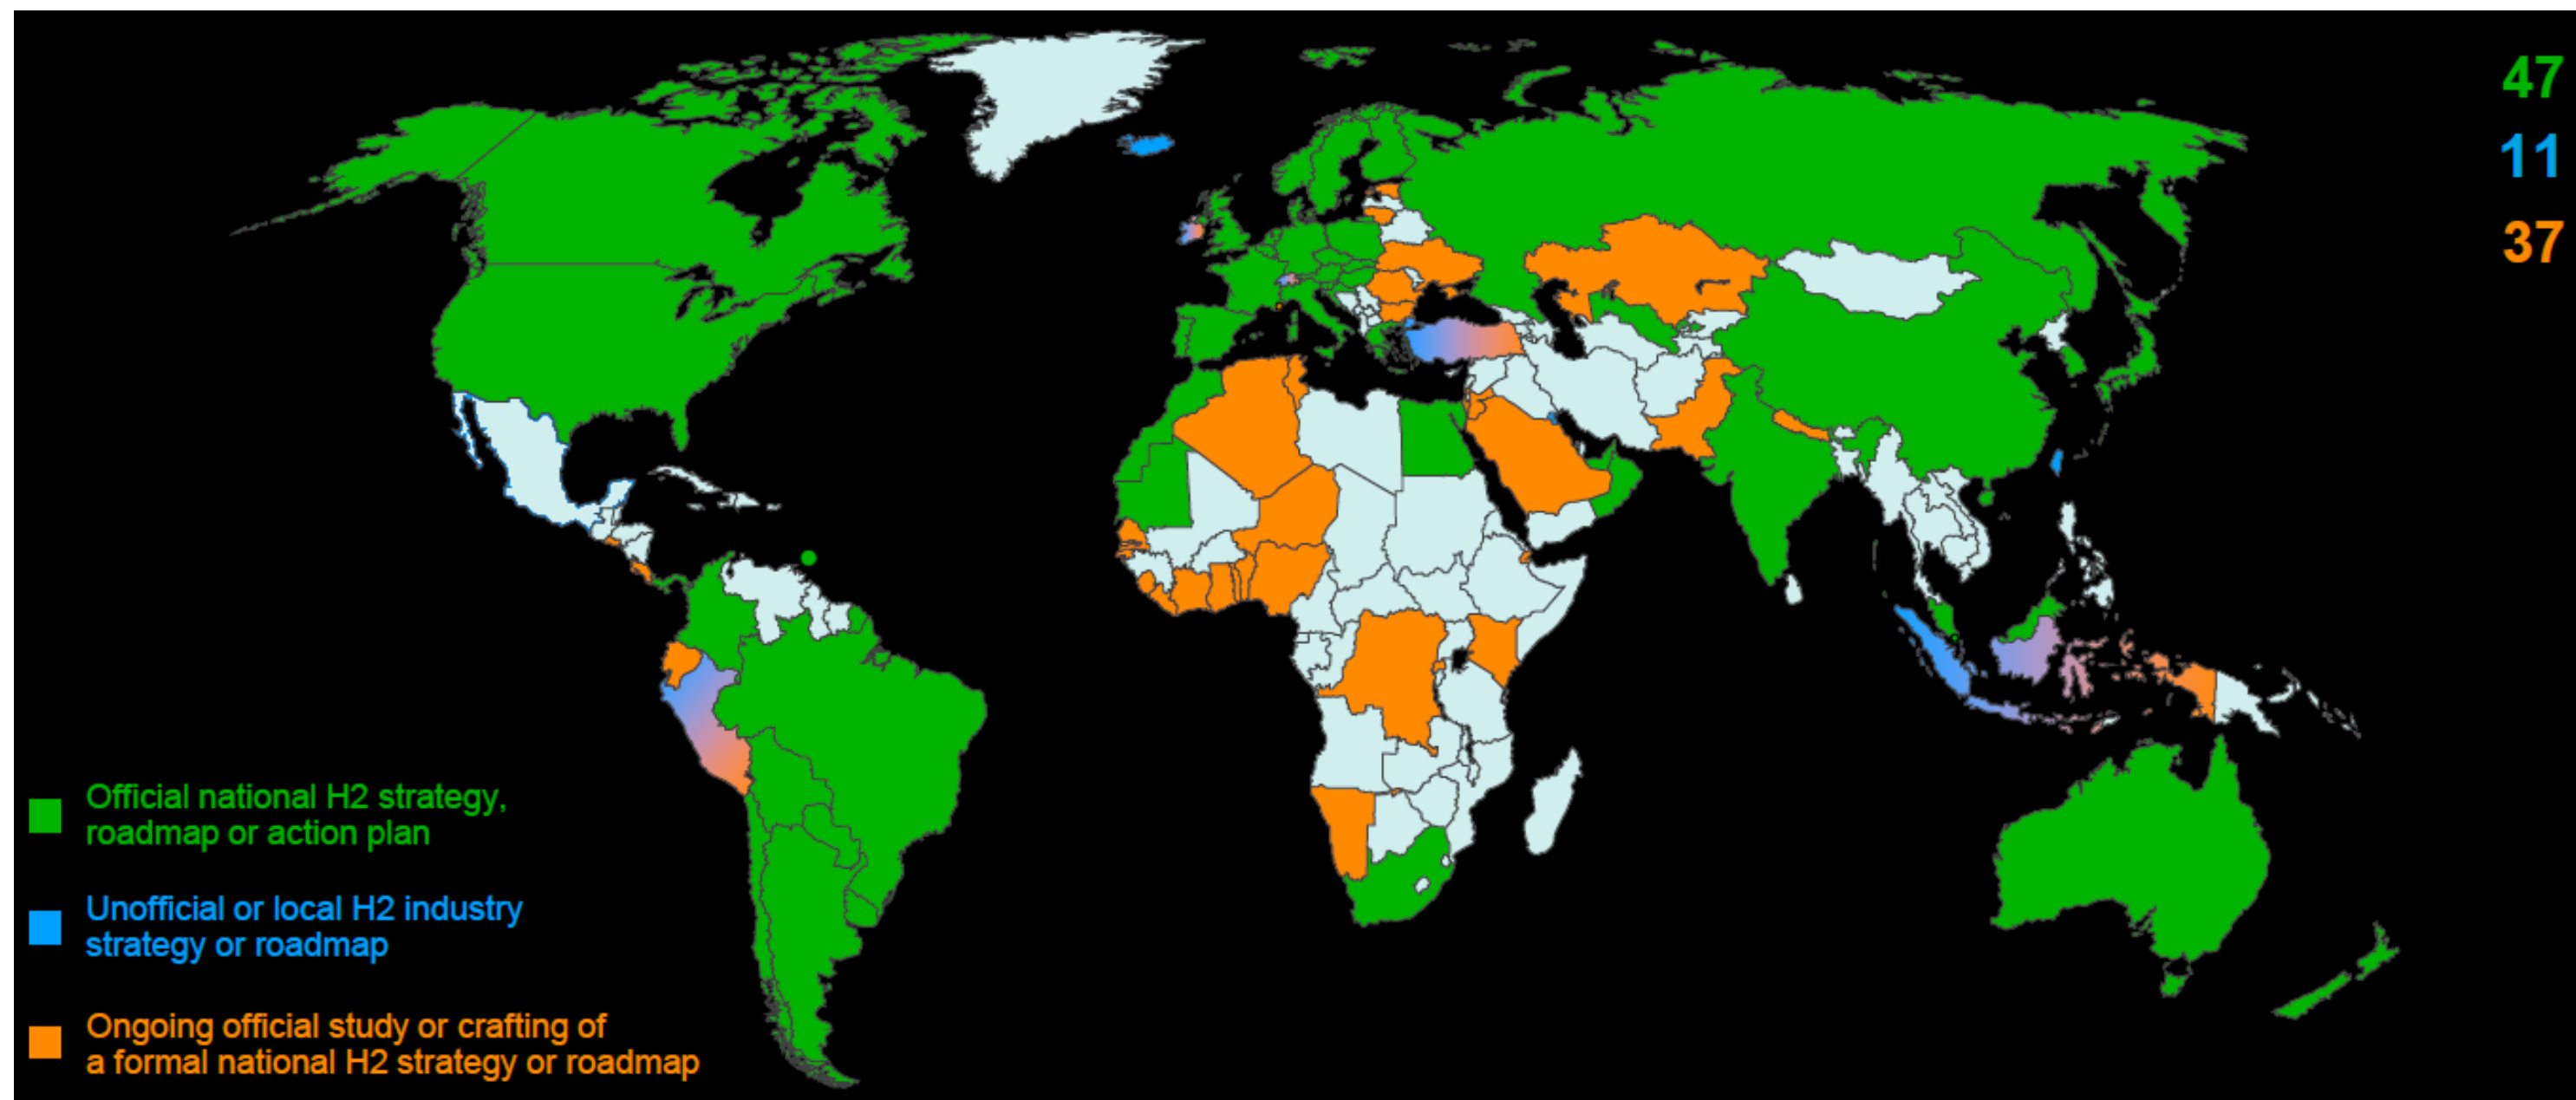 47
11
37
Official national H2 strategy,
roadmap or action plan
Unofficial or local H2 industry
strategy or roadmap
Ongoing official study or crafting of
a formal national H2 strategy or roadmap